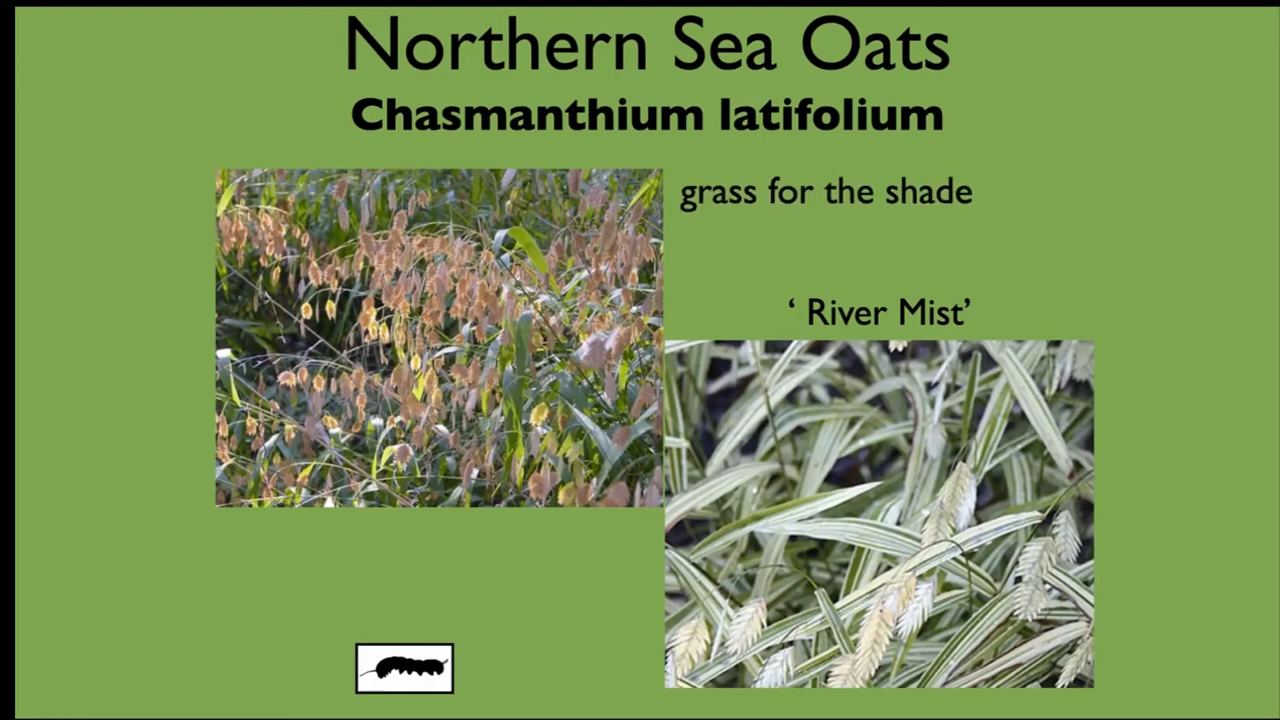 Northern Sea Oats
Chasmanthium latifolium
grass for the shade
‘ River Mist’